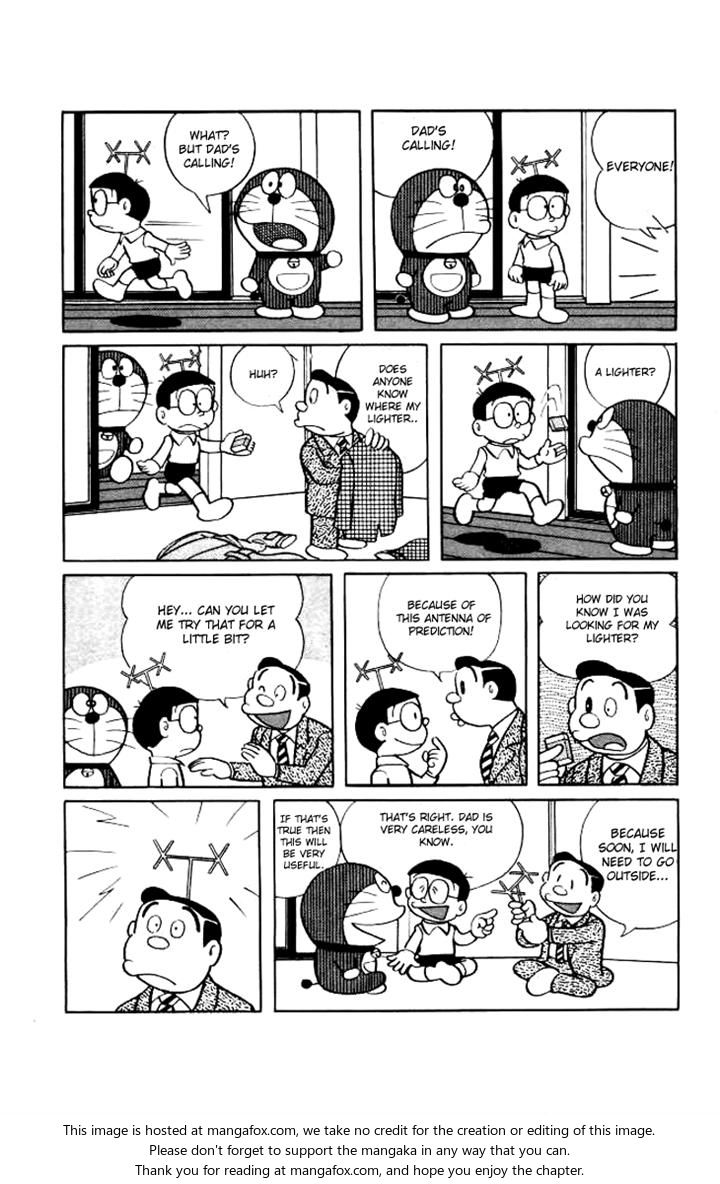 EVERYONE!
DAD'S
CALLING!
WHAT?
BUT DAD'S
CALLING!
A LIGHTER?
DOES
ANYONE
KNOW
WHERE MY
LIGHTER..
HUH?
HOW DID YOU
KNOW I WAS
LOOKING FOR MY
LIGHTER?
BECAUSE OF
THIS ANTENNA OF
PREDICTION!
HEY... CAN YOU LET
ME TRY THAT FOR A
LITTLE BIT?
BECAUSE
SOON, I WILL
NEED TO GO
OUTSIDE...
THAT'S RIGHT. DAD IS
VERY CARELESS, YOU
KNOW.
IF THAT'S
TRUE THEN
THIS WILL
BE VERY
USEFUL.
This image is hosted at mangafox.com, we take no credit for the creation or editing of this image.
Please don't forget to support the mangaka in any way that you can.
Thank you for reading at mangafox.com, and hope you enjoy the chapter.